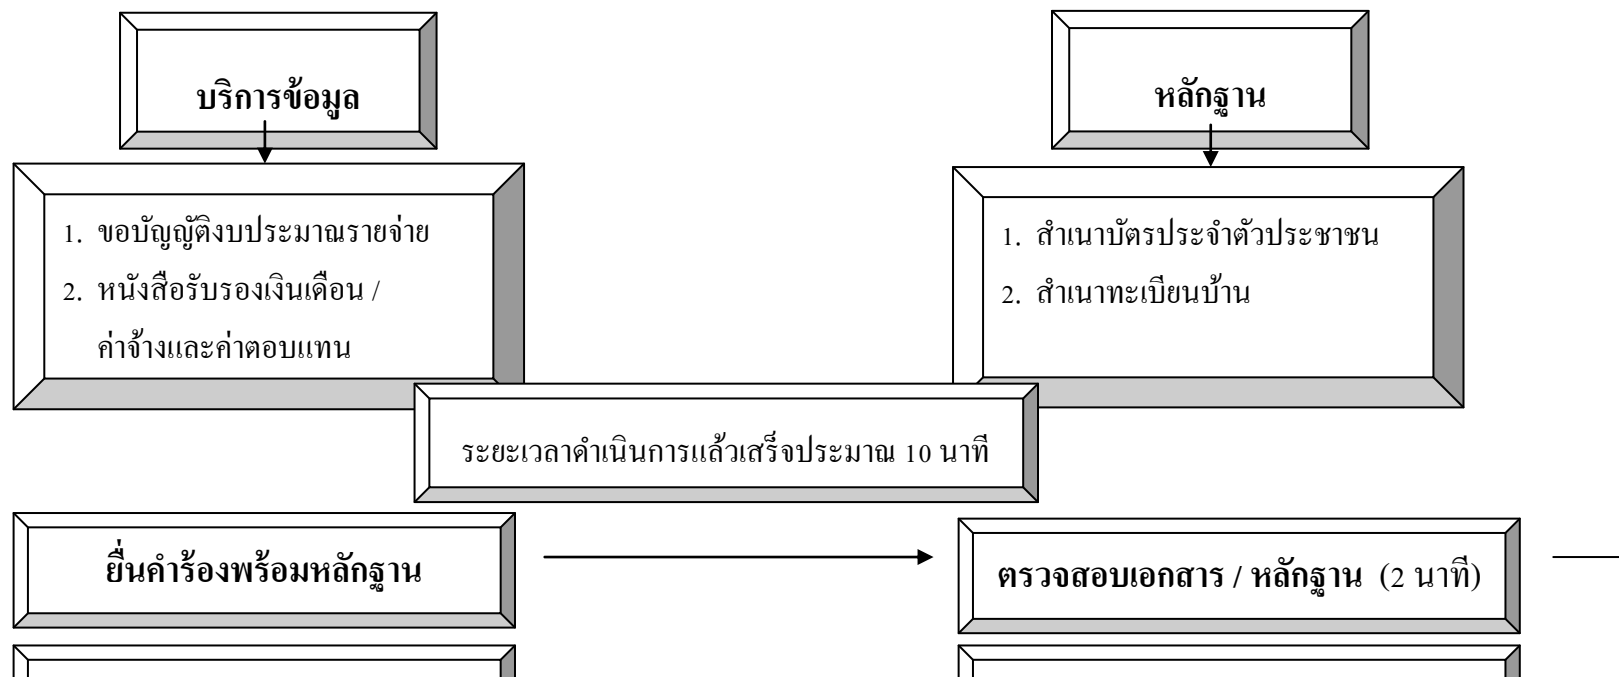 บริการข้อมูล
หลักฐาน
1. ขอบัญญัติงบประมาณรายจ่าย
2. หนังสือรับรองเงินเดือน /
ค่าจ้างและค่าตอบแทน
1. สำเนาบัตรประจำตัวประชาชน
2. สำเนาทะเบียนบ้าน
ระยะเวลาดำเนินการแล้วเสร็จประมาณ 10 นาที
ยื่นคำร้องพร้อมหลักฐาน
ตรวจสอบเอกสาร / หลักฐาน (2 นาที)